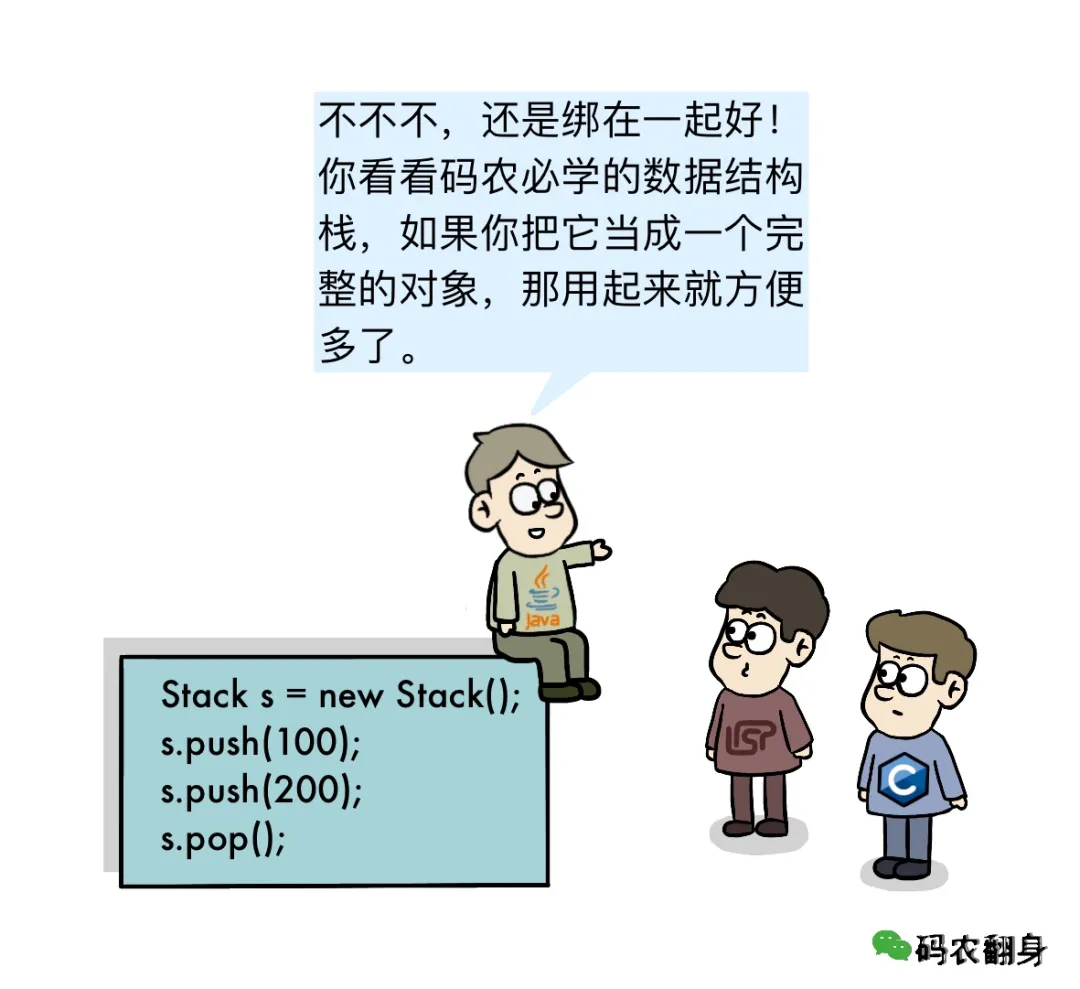 不不不，还是绑在一起好！
你看看码农必学的数据结构
栈，如果你把它当成一个完
整的对象，那用起来就方便
多了。
java
Stack s = new Stack();
s.push(100);
s.push(200);
s.pop();
LISP
C
码农翻身